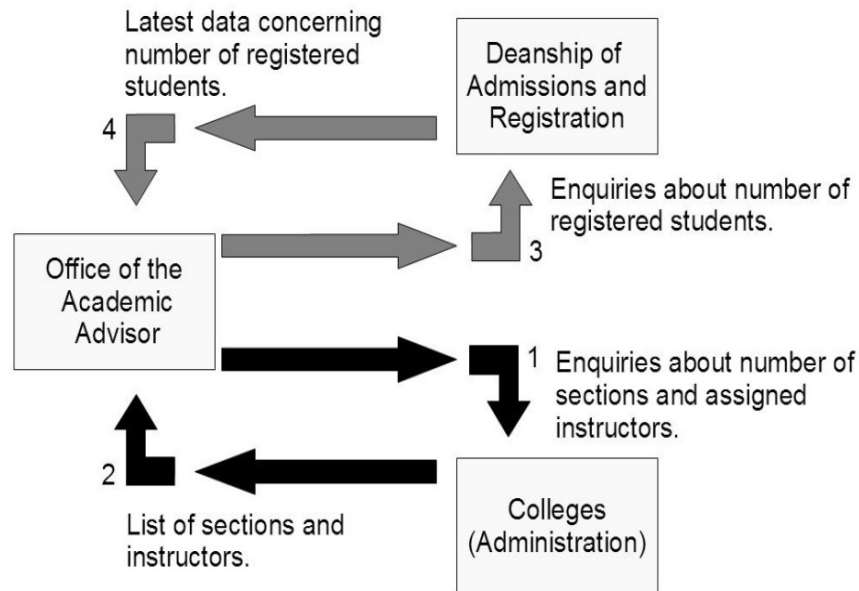 Latest data concerning
number of registered
students.
4
Deanship of
Admissions and
Registration
Enquiries about number of
registered students.
3
Office of the
Academic
Advisor
1
Enquiries about number of
sections and assigned
instructors.
2
List of sections and
instructors.
Colleges
(Administration)